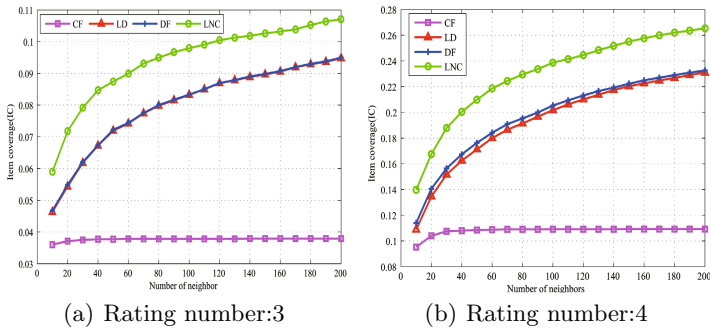 CF LD DF LNC
0.11
0.1
0.09
0.08
0.07
0.06
0.05
0.04
0.03
Item coverage(IC)
0 20 40 60 80 100 120 140 160 180 200
Number of neighbor
(a) Rating number:3
CF
LD
DF
LNC
0.28
0.26
0.24
0.22
0.2
0.18
0.16
0.14
0.12
0.1
0.08
Item coverage(IC)
0 20 40 60 80 100 120 140 160 180 200
Number of neighbors
(b) Rating number:4